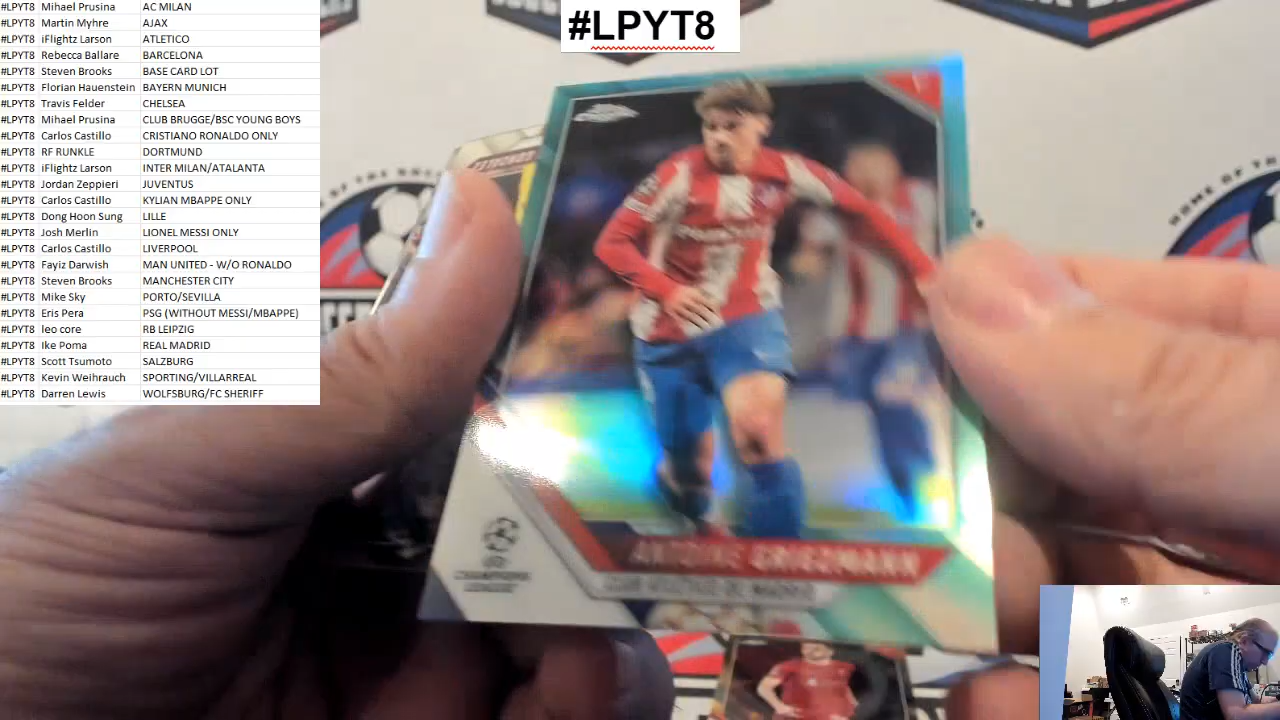 #LPYT8 Mihael Prusina AC MILAN
#LPYT8 Martin Myhre AJAX
#LPYT8 iFlightz Larson ATLETICO
#LPYT8 Rebecca Ballare BARCELONA
#LPYT8 Steven Brooks BASE CARD LOT
#LPYT8 Florian Hauenstein BAYERN MUNICH
#LPYT8 Travis Felder CHELSEA
#LPYT8 Mihael Prusina CLUB BRUGGE/BSC YOUNG BOYS
#LPYT8 Carlos Castillo CRISTIANO RONALDO ONLY
#LPYT8 RF RUNKLE DORTMUND
#LPYT8 iFlightz Larson INTER MILAN/ATALANTA
#LPYT8 Jordan Zeppieri JUVENTUS
#LPYT8 Carlos Castillo KYLIAN MBAPPE ONLY
#LPYT8 Dong Hoon Sung LILLE
#LPYT8 Josh Merlin LIONEL MESSI ONLY
#LPYT8 Carlos Castillo LIVERPOOL
#LPYT8 Fayiz Darwish MAN UNITED - W/O RONALDO
#LPYT8 Steven Brooks MANCHESTER CITY
#LPYT8 Mike Sky PORTO/SEVILLA
#LPYT8 Eris Pera PSG (WITHOUT MESSI/MBAPPE)
#LPYT8 leo core RB LEIPZIG
#LPYT8 Ike Poma REAL MADRID
#LPYT8 Scott Tsumoto SALZBURG
#LPYT8 Kevin Weihrauch SPORTING/VILLARREAL
#LPYT8 Darren Lewis WOLFSBURG/FC SHERIFF
#LPYT8
ANTOINE GRIEZMANN
CHAMPIONS
LEAGUE
HOME OF THE